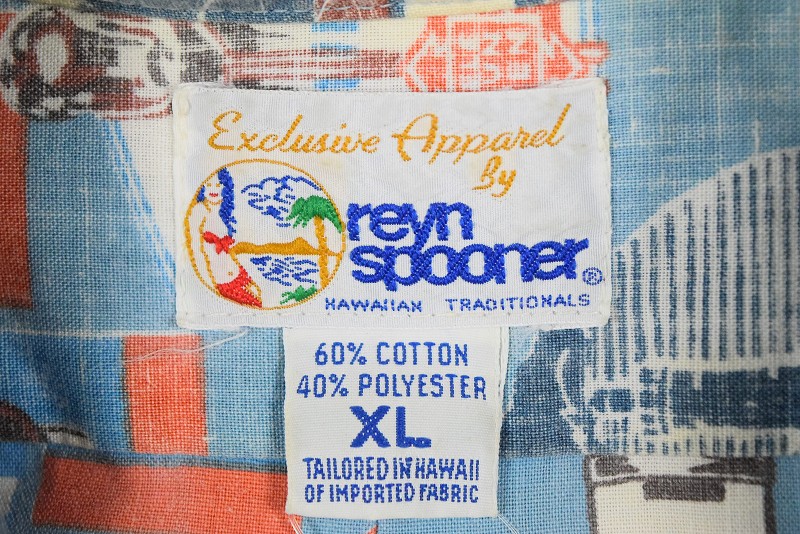 Exclusive Apparel
By
reyn
spooner®
HAWAIIAN TRADITIONALS
60% COTTON
40% POLYESTER
XL
TAILORED IN HAWAII
OF IMPORTED FABRIC